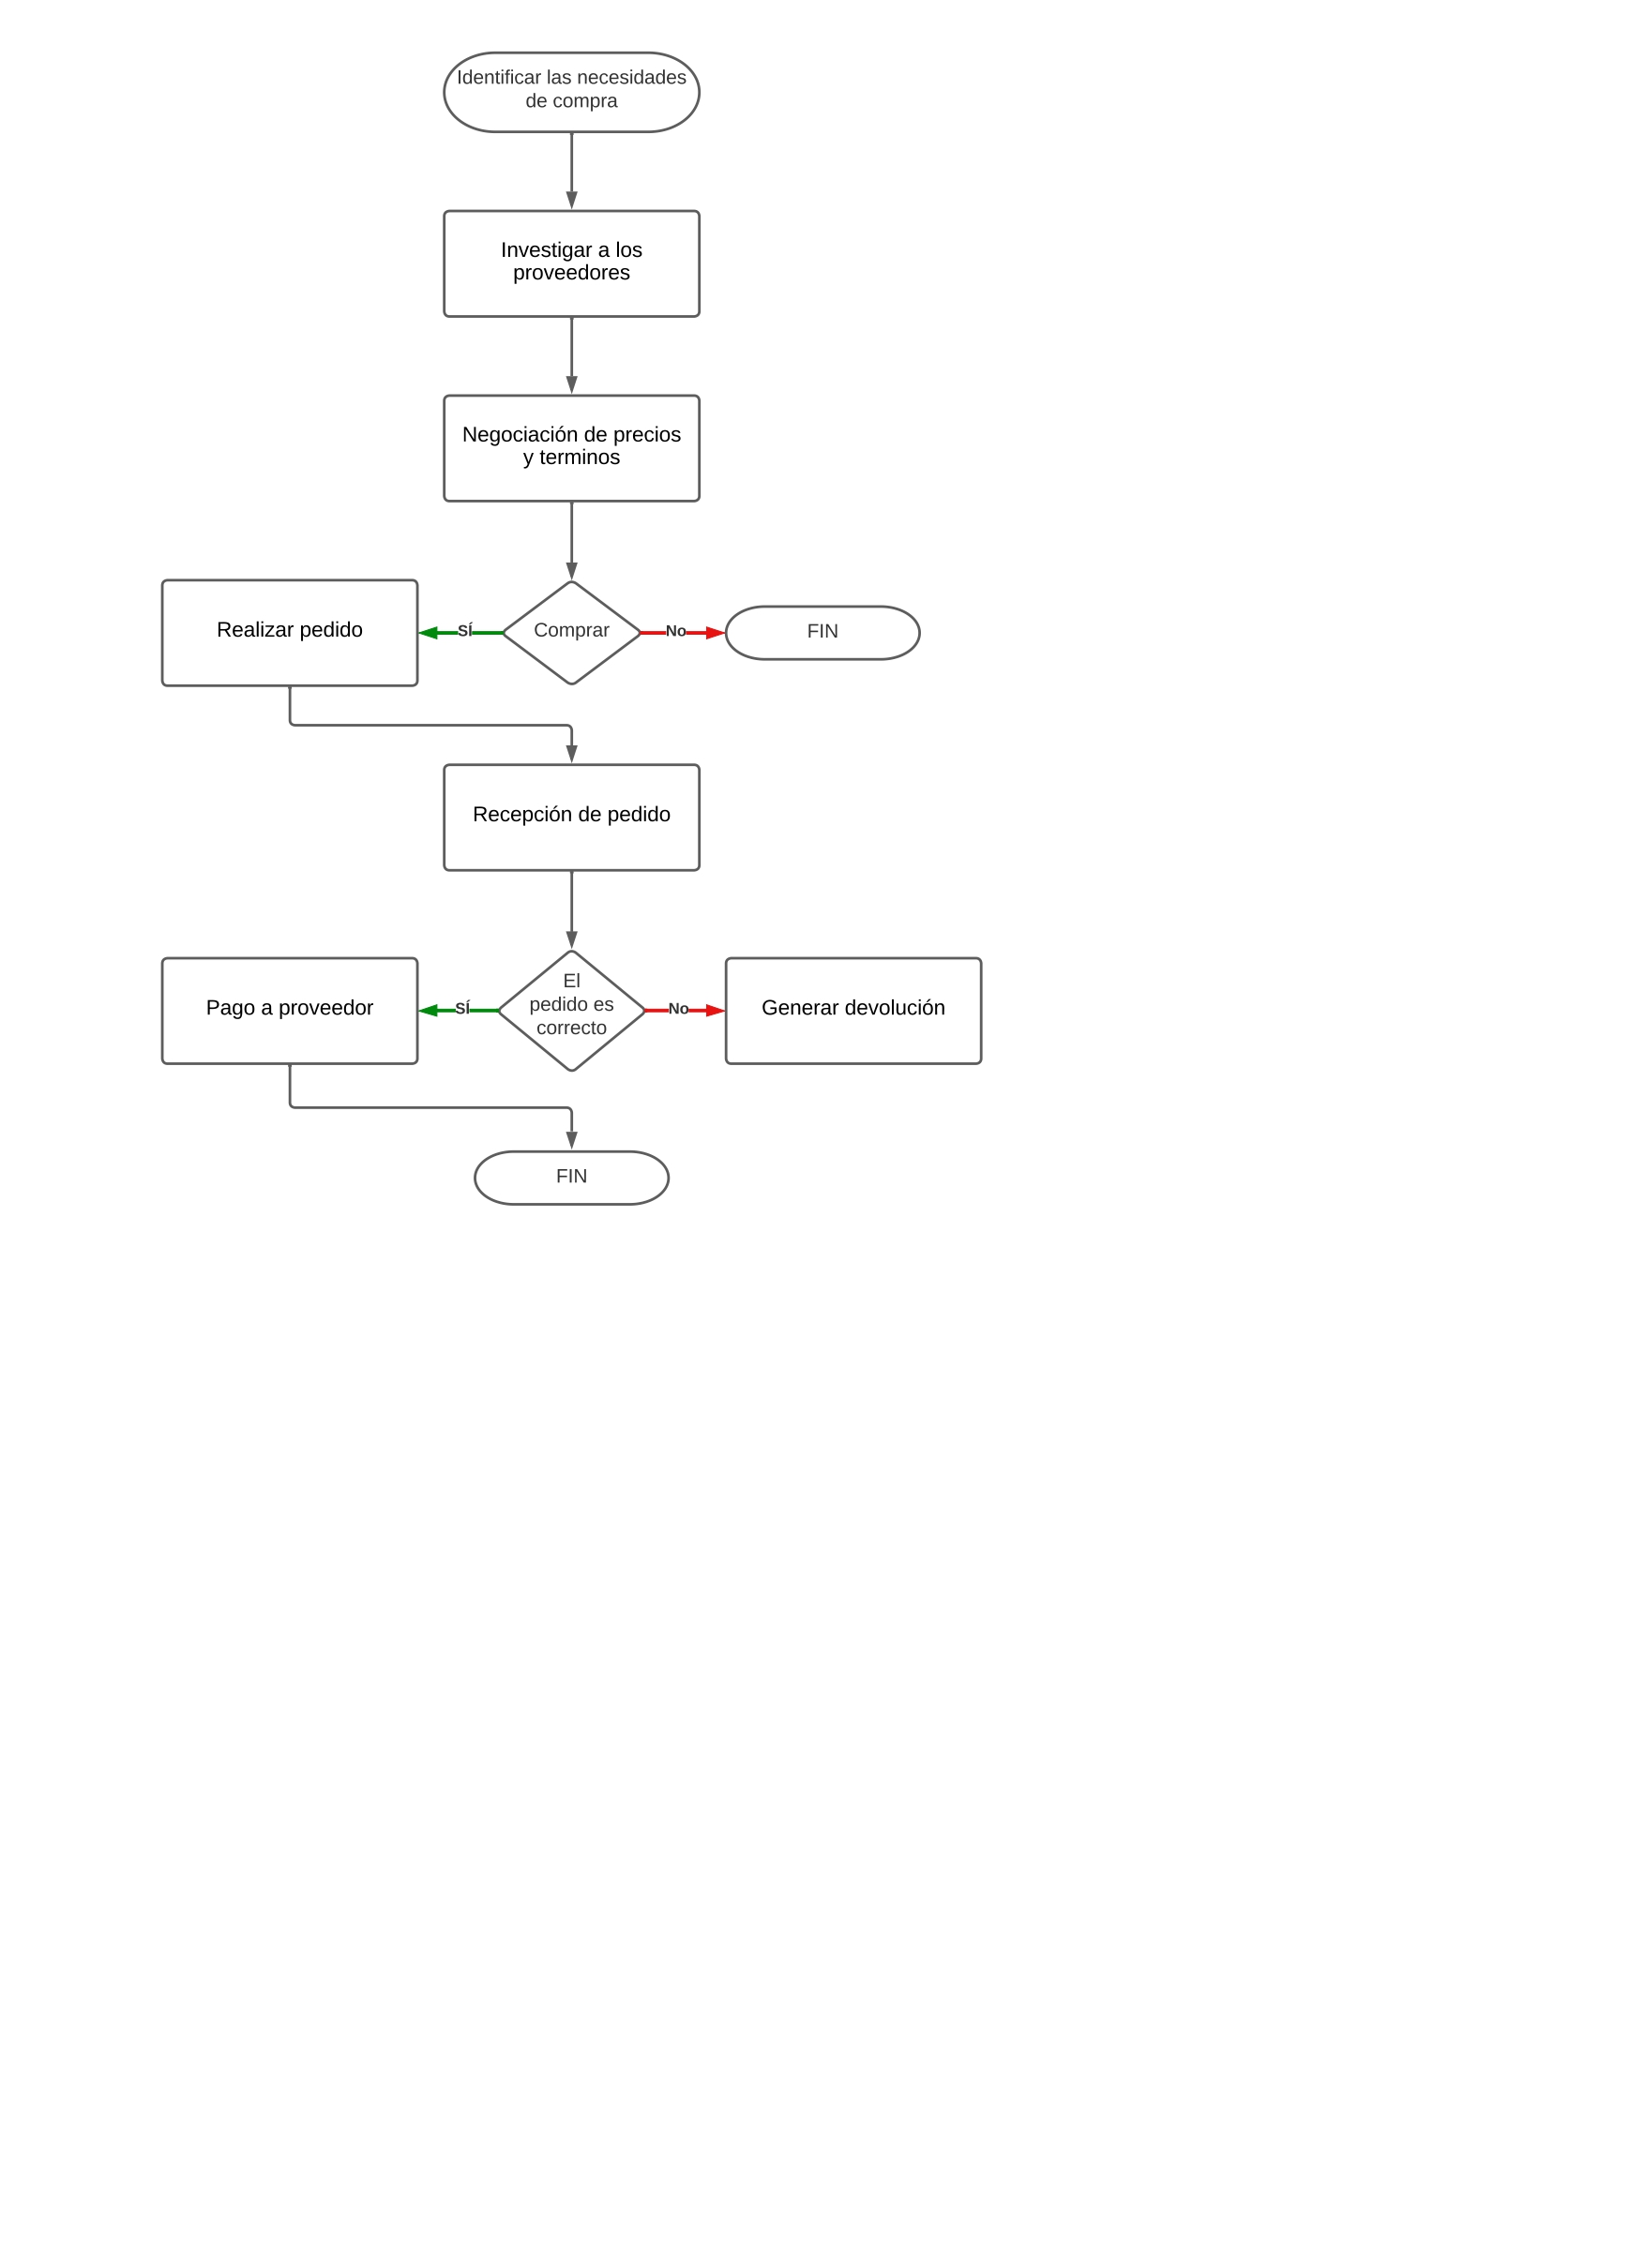 Identificar las necesidades
de compra
Investigar a los
proveedores
Negociación de precios
y terminos
Realizar pedido
SÍ
Comprar
No
FIN
Recepción de pedido
Pago a proveedor
SÍ
El
pedido es
correcto
No
Generar devolución
FIN